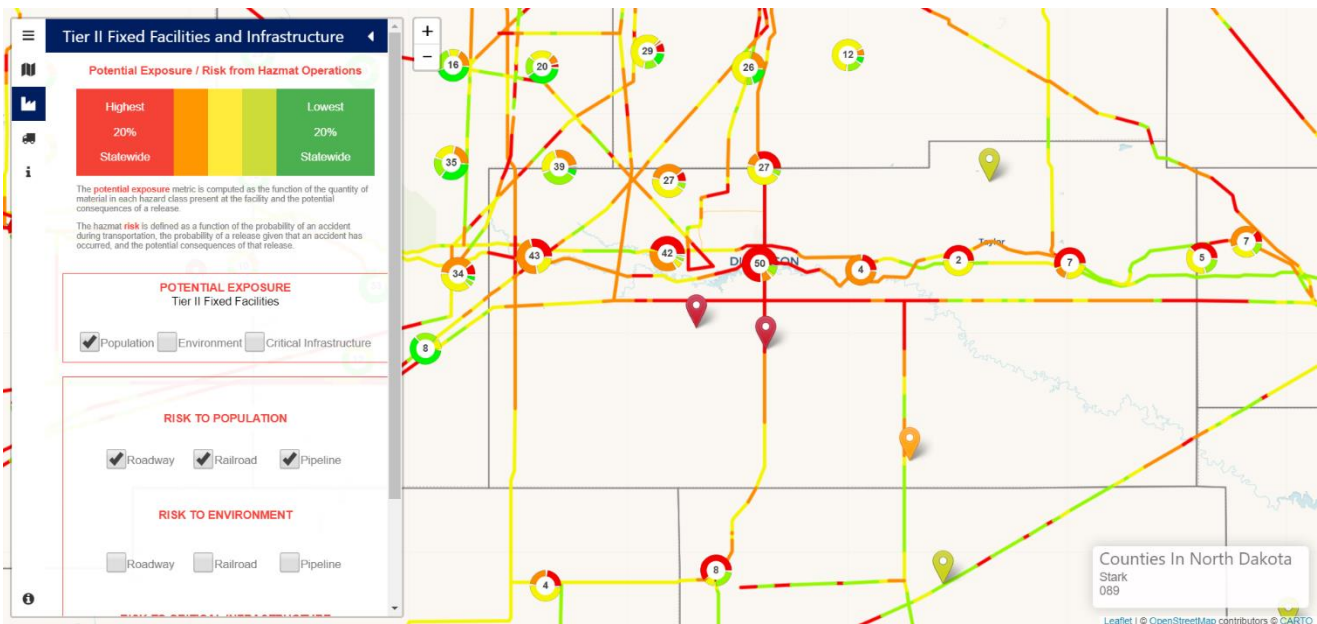 Tier II Fixed Facilities and Infrastructure
Potential Exposure / Risk from Hazmat Operations
Highest
20%
Statewide
Lowest
20%
Statewide
The potential exposure metric is computed as the function of the quantity of
material in each hazard class present at the facility and the potential
consequences of a release.
The hazmat risk is defined as a function of the probability of an accident
during transportation, the probability of a release given that an accident has
occurred, and the potential consequences of that release.
POTENTIAL EXPOSURE
Tier II Fixed Facilities
Population Environment Critical Infrastructure
RISK TO POPULATION
Roadway Railroad Pipeline
RISK TO ENVIRONMENT
Roadway Railroad Pipeline
+
−
16
20
29
26
12
35
39
27
27
34
43
42
50
4
2
Taylor
7
5
7
8
4
8
Counties In North Dakota
Stark
089
Leaflet | © OpenStreetMap contributors © CARTO